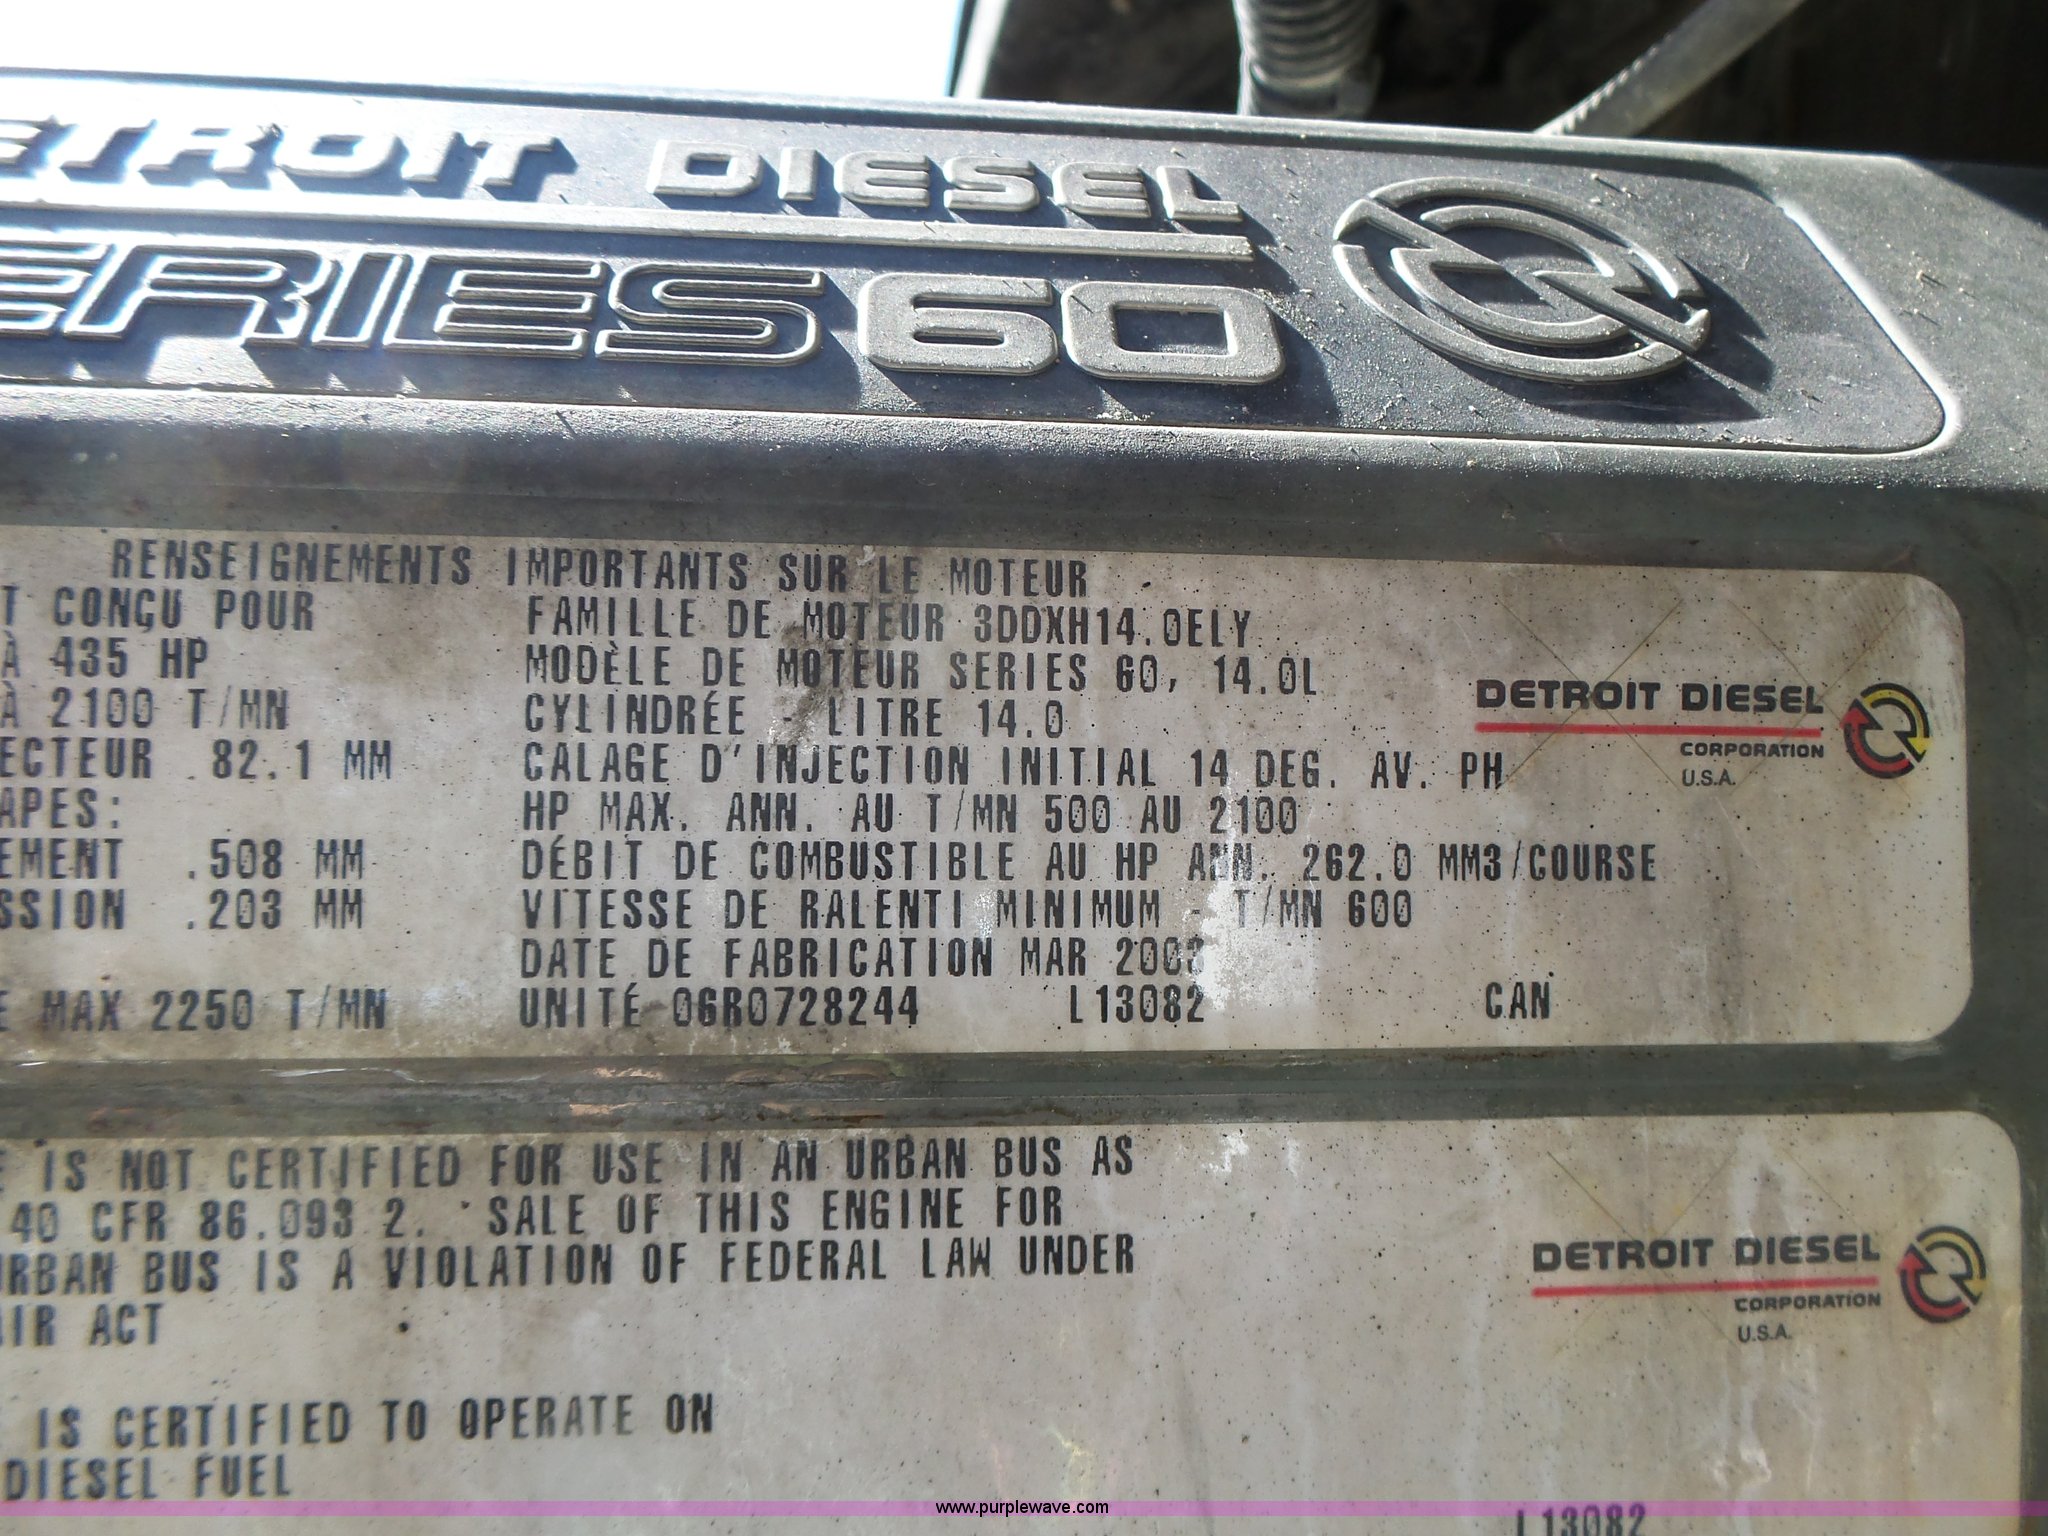 DETROIT DIESEL
SERIES 60
RENSEIGNEMENTS IMPORTANTS SUR LE MOTEUR
T CONÇU POUR
À 435 HP
À 2100 T/MN
ECTEUR 82.1 MM
APES:
EMENT .508 MM
SSION .203 MM
E MAX 2250 T/MN
FAMILLE DE MOTEUR 3DDXH14.0ELY
MODÈLE DE MOTEUR SERIES 60, 14.0L
CYLINDRÉE - LITRE 14.0
CALAGE D'INJECTION INITIAL 14 DEG. AV. PH
HP MAX. ANN. AU T/MN 500 AU 2100
DÉBIT DE COMBUSTIBLE AU HP ANN. 262.0 MM3/COURSE
VITESSE DE RALENTI MINIMUM - T/MN 600
DATE DE FABRICATION MAR 2003
UNITÉ 06R0728244 L13082 CAN
DETROIT DIESEL
CORPORATION
U.S.A.
E IS NOT CERTIFIED FOR USE IN AN URBAN BUS AS
40 CFR 86.093 2. SALE OF THIS ENGINE FOR
URBAN BUS IS A VIOLATION OF FEDERAL LAW UNDER
AIR ACT
IS CERTIFIED TO OPERATE ON
DIESEL FUEL
DETROIT DIESEL
CORPORATION
U.S.A.
L13082
www.purplewave.com